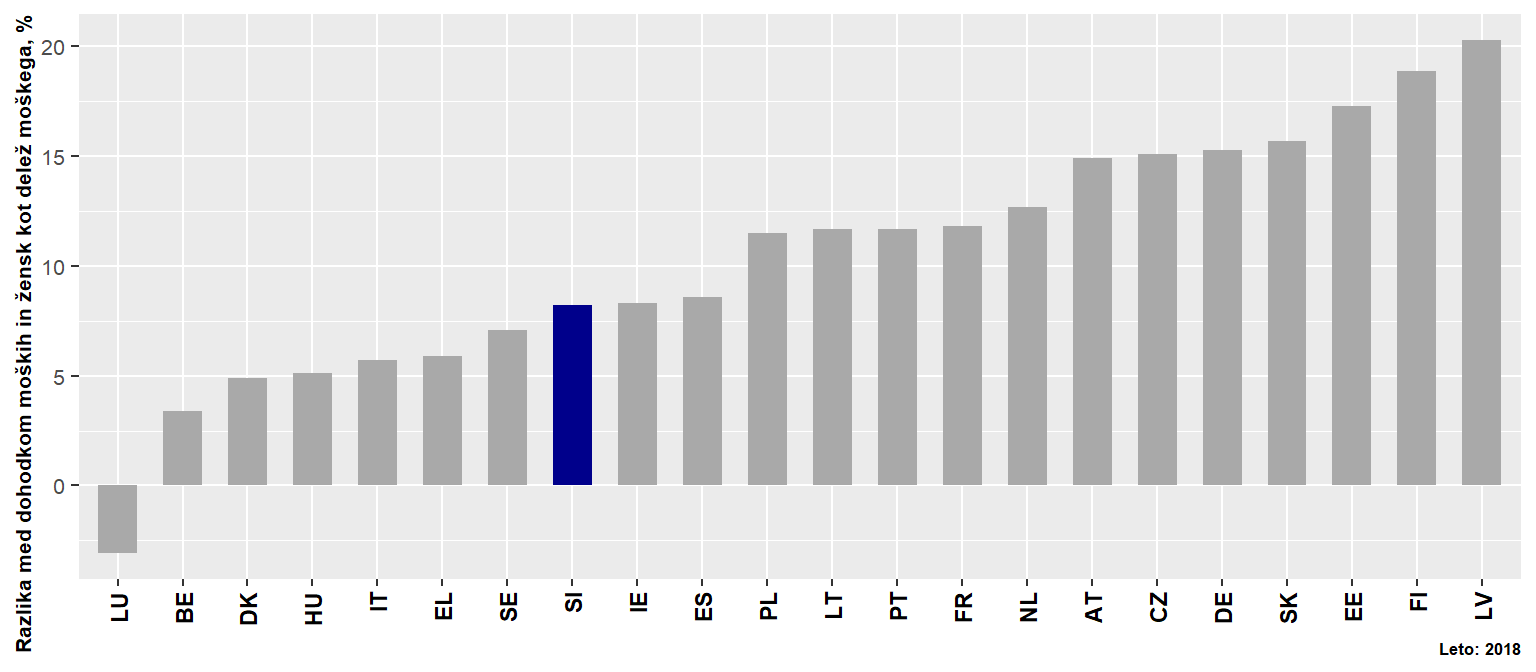 Razlika med dohodkom moških in žensk kot delež moškega, %
20
15
10
5
0
LU BE DK HU IT EL SE SI IE ES PL LT PT FR NL AT CZ DE SK EE FI LV
Leto: 2018